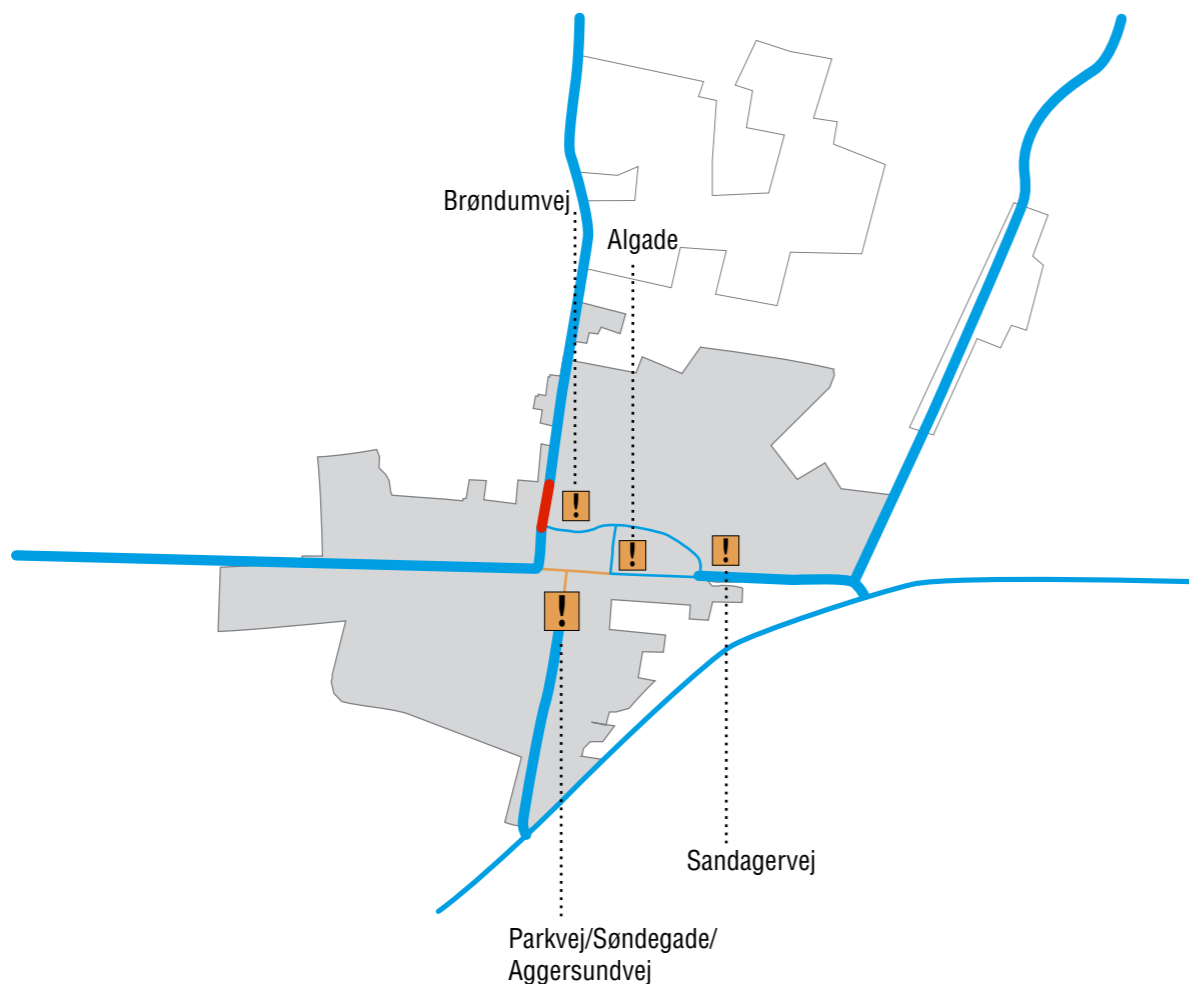 Brøndumvej
Algade
!
!
!
!
Sandagervej
Parkvej/Søndegade/
Aggersundvej